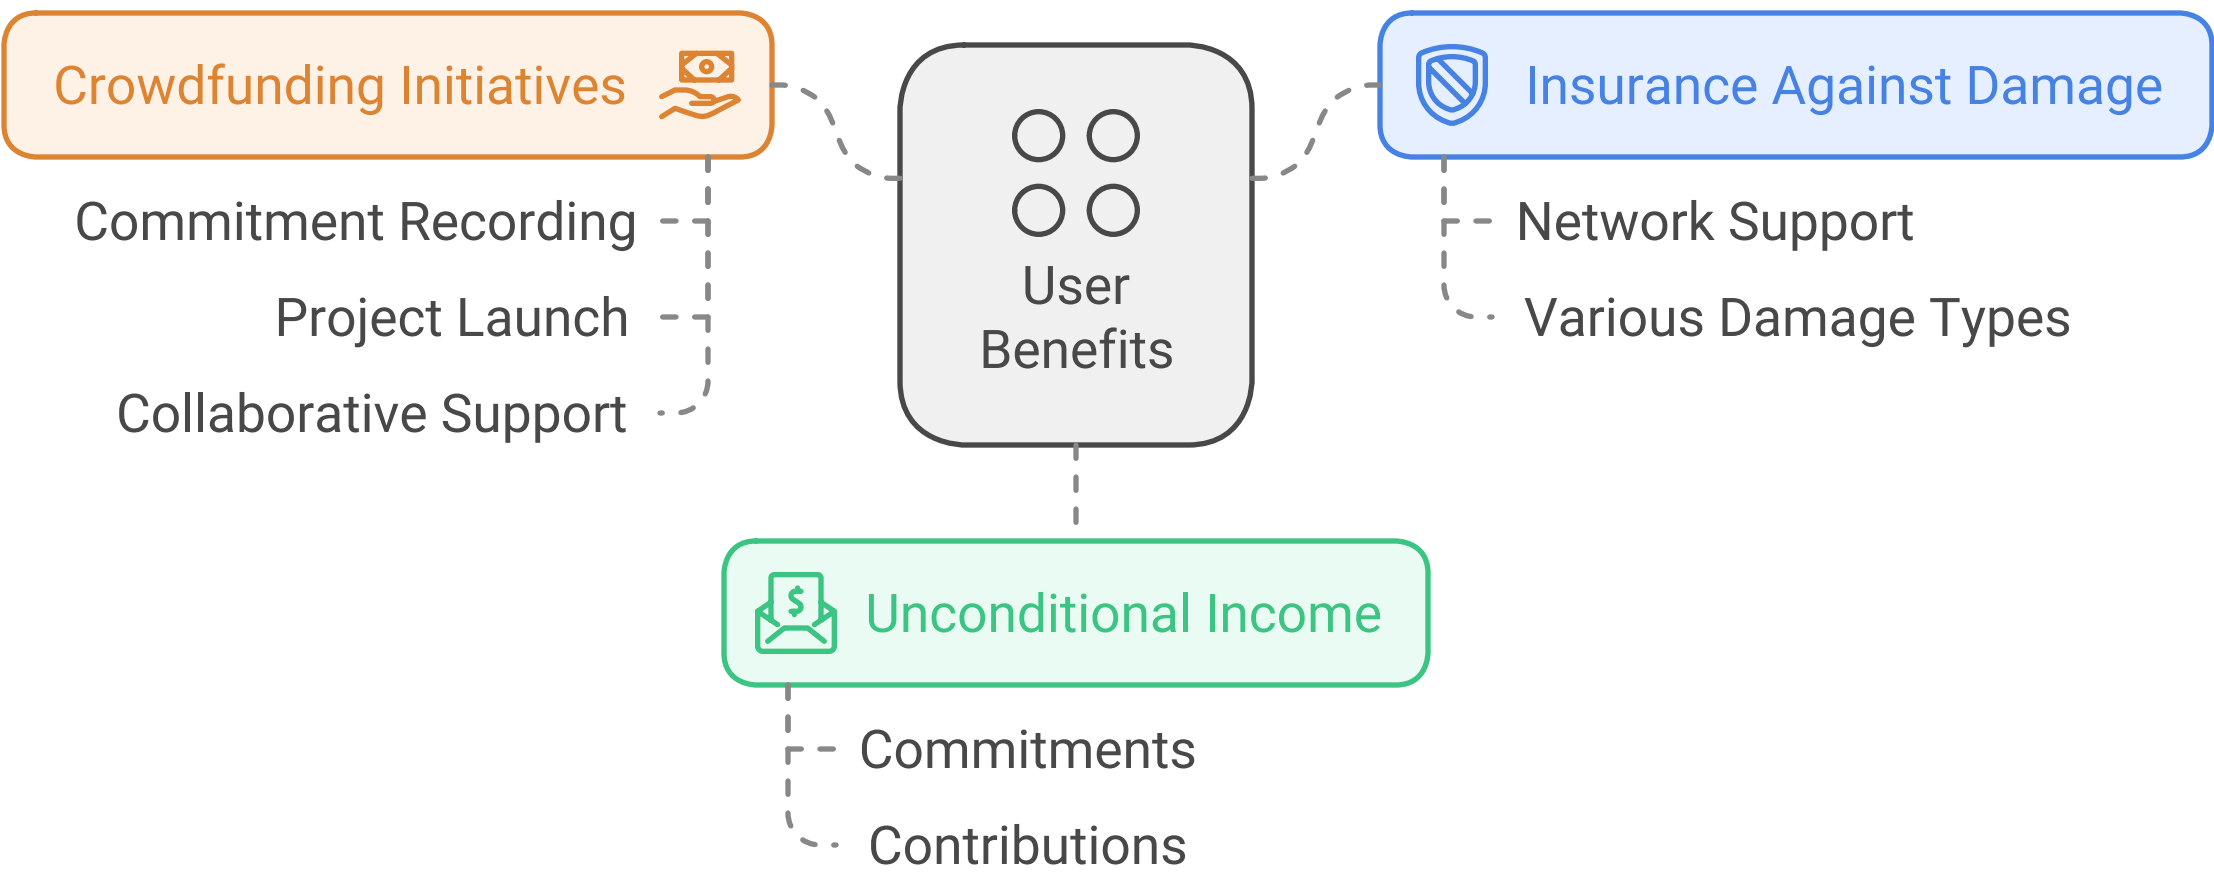 Crowdfunding Initiatives
Commitment Recording
Project Launch
Collaborative Support
User
Benefits
Insurance Against Damage
Network Support
Various Damage Types
$
Unconditional Income
Commitments
Contributions